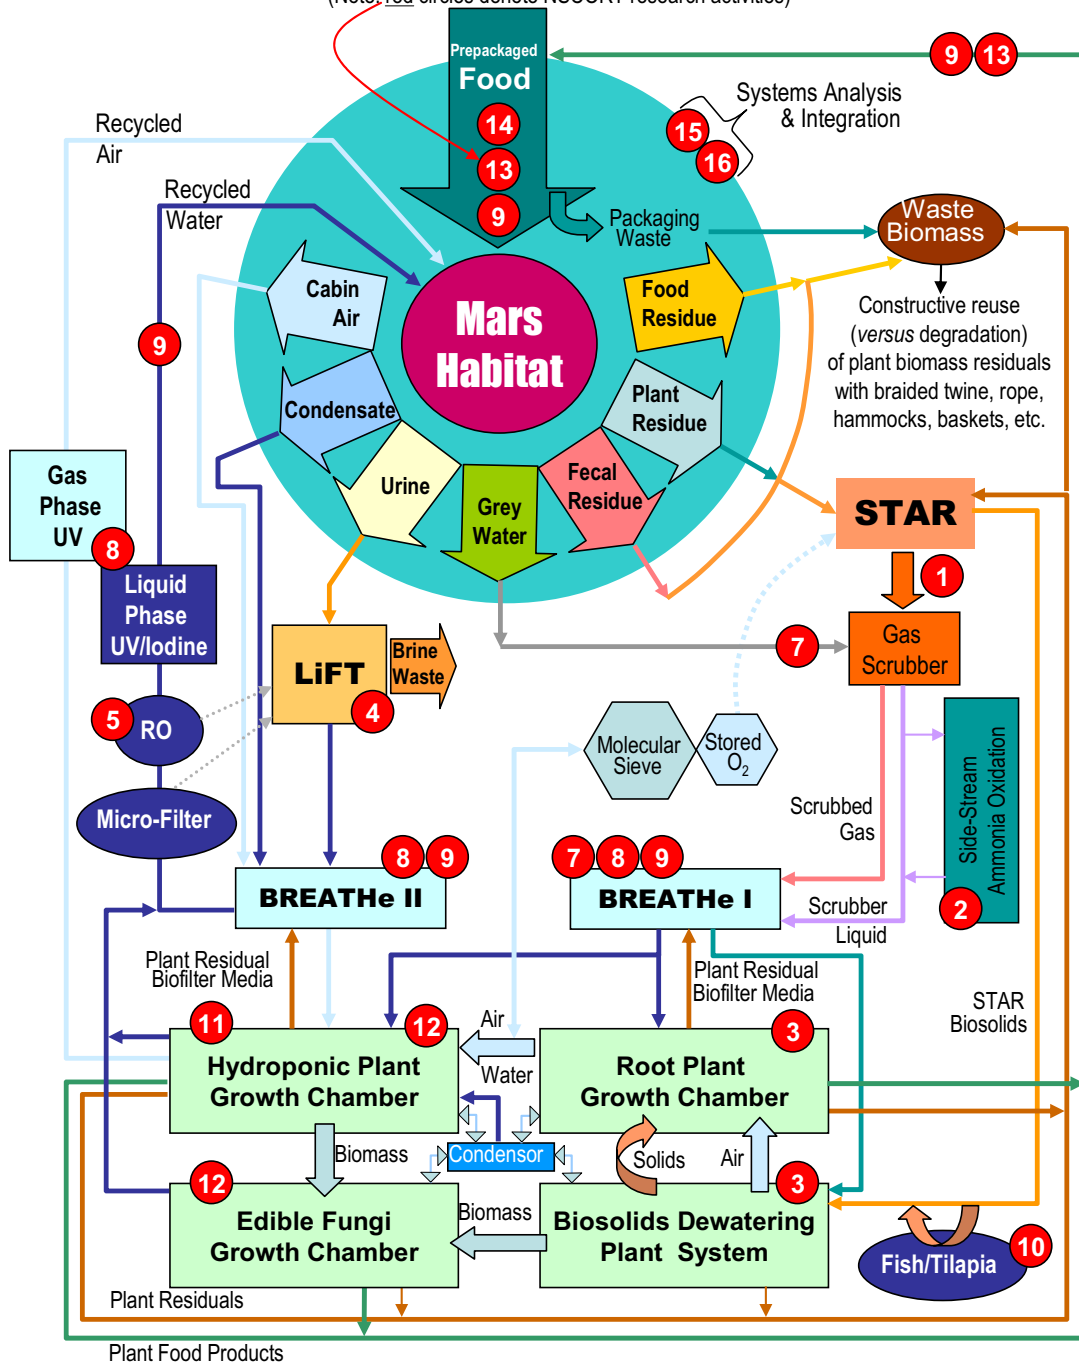 (Note: red circles denote NSCORT research activities)
Prepackaged
Food
9 13
14
13
9
Systems Analysis
& Integration
15
16
Recycled
Air
Recycled
Water
Packaging
Waste
Waste
Biomass
Cabin
Air
Mars
Habitat
Food
Residue
Constructive reuse
(versus degradation)
of plant biomass residuals
with braided twine, rope,
hammocks, baskets, etc.
9
Condensate
Plant
Residue
Urine
Grey
Water
Fecal
Residue
Gas
Phase
UV
8
STAR
1
Liquid
Phase
UV/Iodine
LiFT
4
Brine
Waste
7
Gas
Scrubber
5
RO
Molecular
Sieve
Stored
O2
Micro-Filter
Scrubbed
Gas
Side-Stream
Ammonia Oxidation
2
8 9
BREATHe II
7 8 9
BREATHe I
Scrubber
Liquid
Plant Residual
Biofilter Media
Plant Residual
Biofilter Media
STAR
Biosolids
11
12
Hydroponic Plant
Growth Chamber
Air
Water
3
Root Plant
Growth Chamber
Biomass
Condensor
Solids
Air
12
Edible Fungi
Growth Chamber
Biomass
3
Biosolids Dewatering
Plant System
10
Fish/Tilapia
Plant Residuals
Plant Food Products